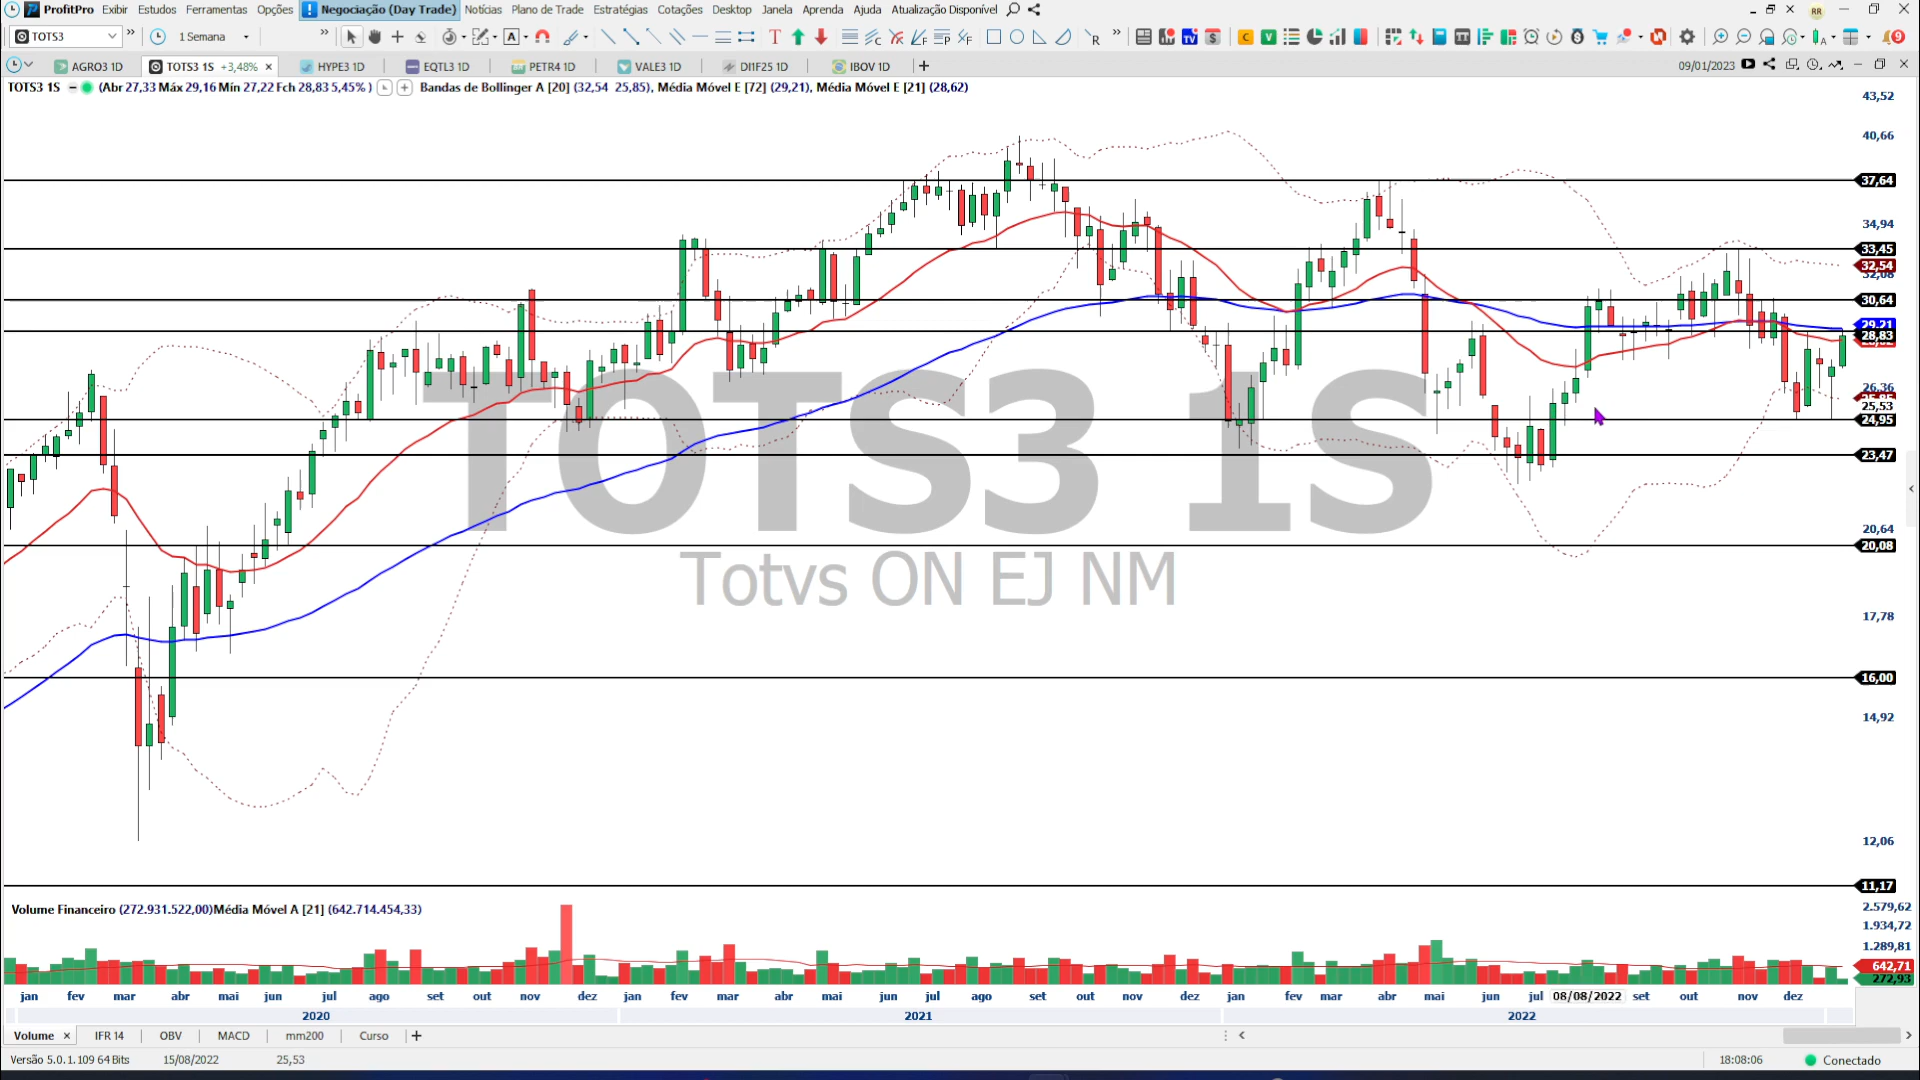 ProfitPro Exibir Estudos Ferramentas Opções Negociação (Day Trade) Notícias Plano de Trade Estratégias Cotações Desktop Janela Aprenda Ajuda Atualização Disponível RR
TOTS3 1 Semana
AGRO3 1D TOTS3 1S +3,48% HYPE3 1D EQTL3 1D PETR4 1D VALE3 1D DI1F25 1D IBOV 1D 09/01/2023
TOTS3 1S (Abr 27,33 Máx 29,16 Mín 27,22 Fch 28,83 5,45% ) Bandas de Bollinger A [20] (32,54 25,85), Média Móvel E [72] (29,21), Média Móvel E [21] (28,62)
43,52
40,66
37,64
34,94
33,45
32,54
32,08
30,64
29,21
28,83
26,36
25,53
24,95
23,47
20,64
20,08
17,78
16,00
14,92
12,06
11,17
TOTS3 1S
Totvs ON EJ NM
Volume Financeiro (272.931.522,00)Média Móvel A [21] (642.714.454,33)
2.579,62
1.934,72
1.289,81
642,71
272,93
jan fev mar abr mai jun jul ago set out nov dez jan fev mar abr mai jun jul ago set out nov dez jan fev mar abr mai jun jul 08/08/2022 set out nov dez
2020 2021 2022
Volume IFR 14 OBV MACD mm200 Curso
Versão 5.0.1.109 64 Bits 15/08/2022 25,53 18:08:06 Conectado